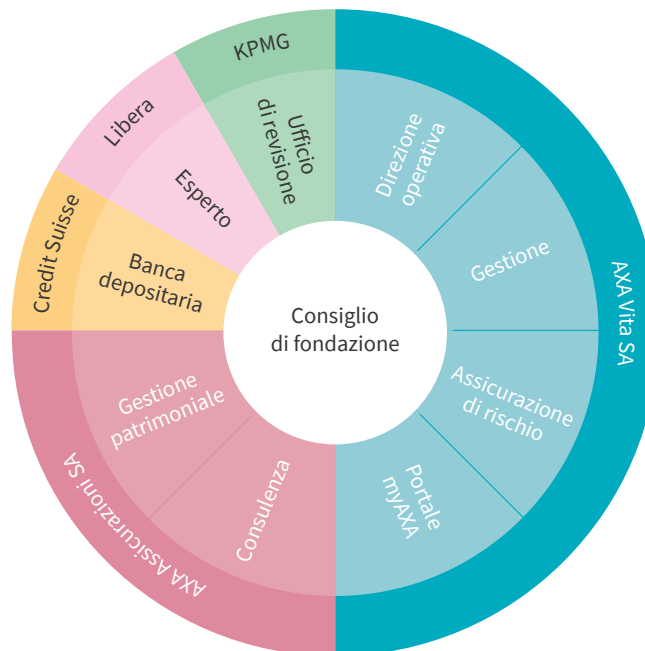 KPMG
Ufficio
di revisione
Libera
Esperto
Credit Suisse
Banca
depositaria
Direzione
operativa
Gestione
AXA Vita SA
Consiglio
di fondazione
Assicurazione
di rischio
Portale
myAXA
Gestione
patrimoniale
Consulenza
AXA Assicurazioni SA